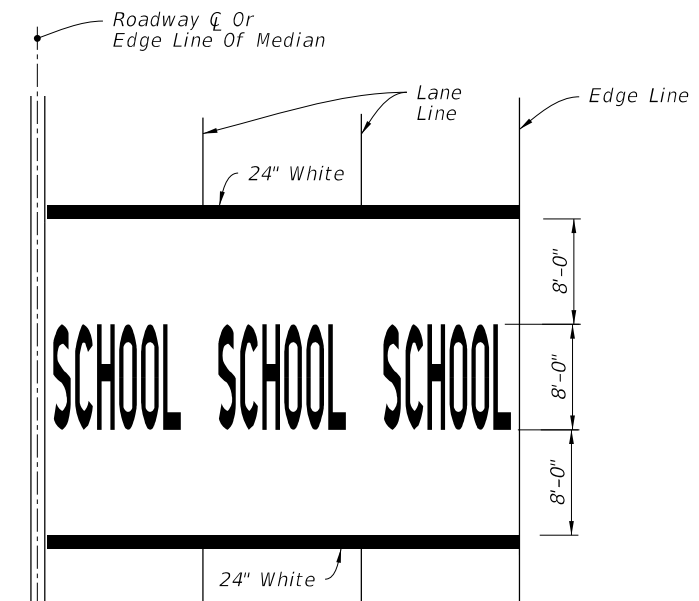 Roadway ℄ Or
Edge Line Of Median
Lane
Line
Edge Line
24" White
8'-0"
SCHOOL SCHOOL SCHOOL
8'-0"
8'-0"
24" White